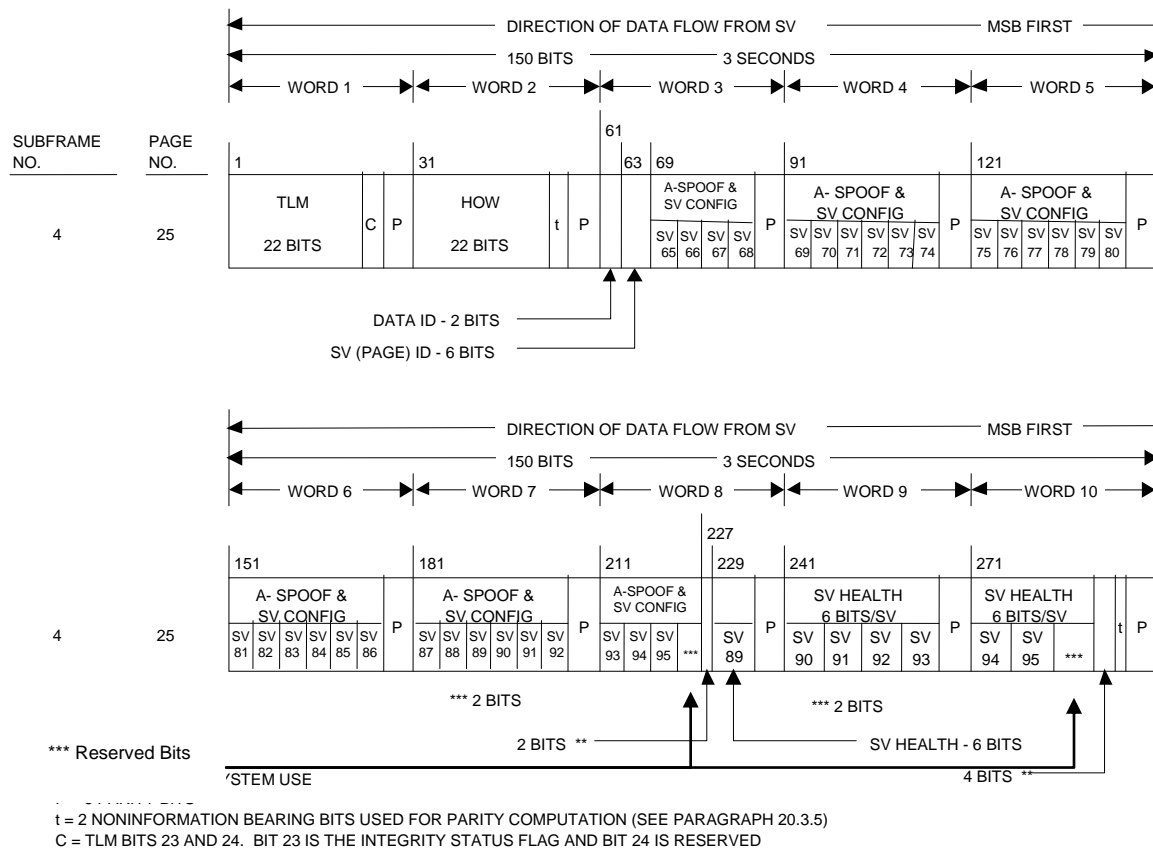 DIRECTION OF DATA FLOW FROM SV MSB FIRST
150 BITS 3 SECONDS
WORD 1 WORD 2 WORD 3 WORD 4 WORD 5
SUBFRAME NO. PAGE NO.
1 31 61 63 69 91 121
TLM 22 BITS C P HOW 22 BITS t P
A-SPOOF & SV CONFIG P A- SPOOF & SV CONFIG P A- SPOOF & SV CONFIG P
4 25
SV 65 SV 66 SV 67 SV 68 SV 69 SV 70 SV 71 SV 72 SV 73 SV 74 SV 75 SV 76 SV 77 SV 78 SV 79 SV 80
DATA ID - 2 BITS
SV (PAGE) ID - 6 BITS
DIRECTION OF DATA FLOW FROM SV MSB FIRST
150 BITS 3 SECONDS
WORD 6 WORD 7 WORD 8 WORD 9 WORD 10
151 181 211 227 229 241 271
A- SPOOF & SV CONFIG P A- SPOOF & SV CONFIG P A-SPOOF & SV CONFIG P SV HEALTH 6 BITS/SV P SV HEALTH 6 BITS/SV t P
4 25
SV 81 SV 82 SV 83 SV 84 SV 85 SV 86 SV 87 SV 88 SV 89 SV 90 SV 91 SV 92 SV 93 SV 94 SV 95 *** SV 89 SV 90 SV 91 SV 92 SV 93 SV 94 SV 95 ***
*** 2 BITS *** 2 BITS
2 BITS ** SV HEALTH - 6 BITS
*** Reserved Bits
YSTEM USE 4 BITS **
t = 2 NONINFORMATION BEARING BITS USED FOR PARITY COMPUTATION (SEE PARAGRAPH 20.3.5)
C = TLM BITS 23 AND 24. BIT 23 IS THE INTEGRITY STATUS FLAG AND BIT 24 IS RESERVED